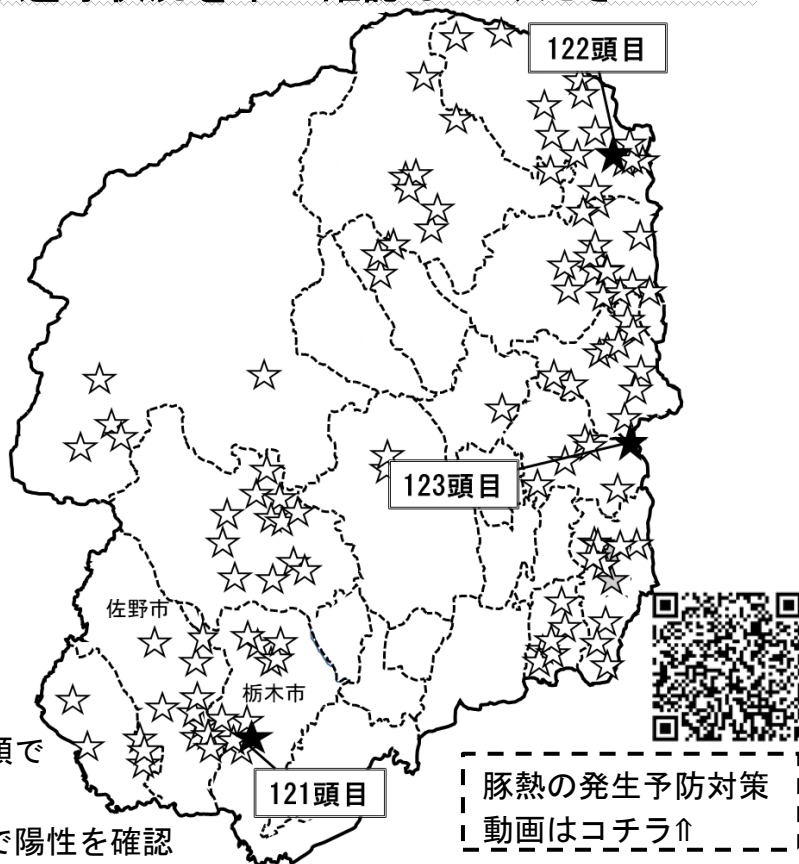 122頭目
123頭目
佐野市
栃木市
121頭目
頭で
で陽性を確認
豚熱の発生予防対策
動画はコチラ⇑